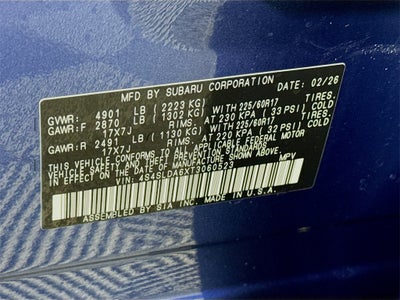 MFD BY SUBARU CORPORATION DATE: 02/26
GVWR: 4901 LB (2223 KG)
GAWR: F 2870 LB (1302 KG) WITH 225/60R17 TIRES.
17X7J RIMS. AT 230 KPA (33 PSI) COLD
GAWR: R 2491 LB (1130 KG) WITH 225/60R17 TIRES.
17X7J RIMS. AT 220 KPA (32 PSI) COLD
THIS VEHICLE CONFORMS TO ALL APPLICABLE FEDERAL MOTOR
VEHICLE SAFETY STANDARDS IN EFFECT ON THE DATE OF
MANUFACTURE SHOWN ABOVE.
VIN: 4S4SLDA6XT3060523 MPV
ASSEMBLED BY SIA INC. MADE IN U.S.A.